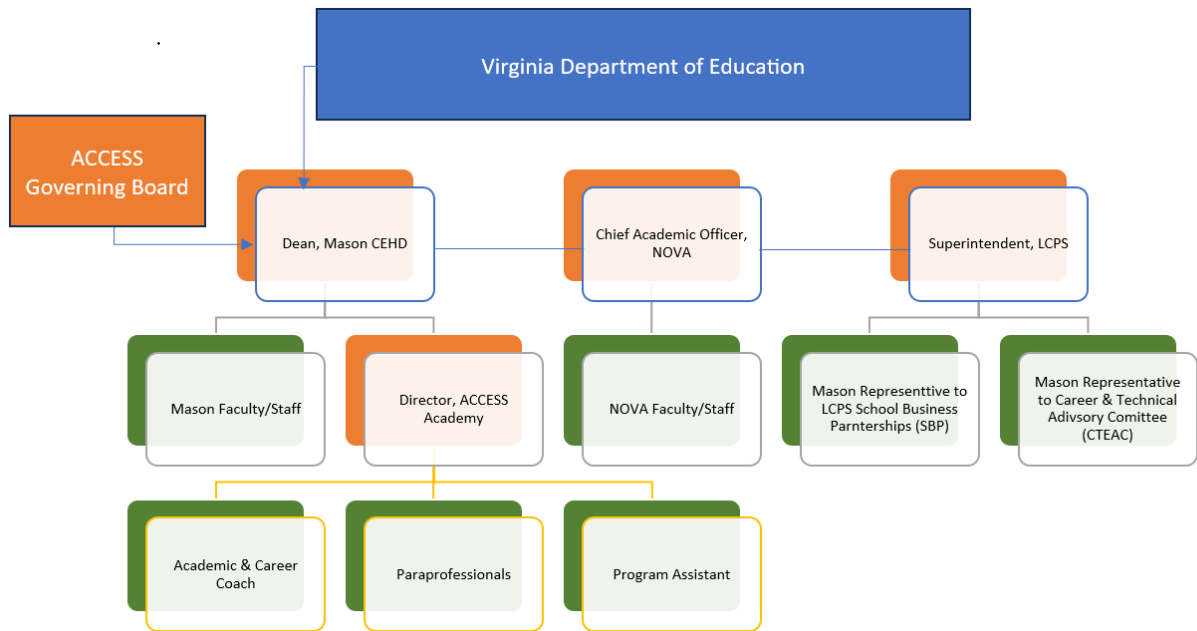 Virginia Department of Education
ACCESS
Governing Board
Dean, Mason CEHD
Chief Academic Officer,
NOVA
Superintendent, LCPS
Mason Faculty/Staff
Director, ACCESS
Academy
NOVA Faculty/Staff
Mason Representtive to
LCPS School Business
Parnterships (SBP)
Mason Representative
to Career & Technical
Adivsory Comittee
(CTEAC)
Academic & Career
Coach
Paraprofessionals
Program Assistant